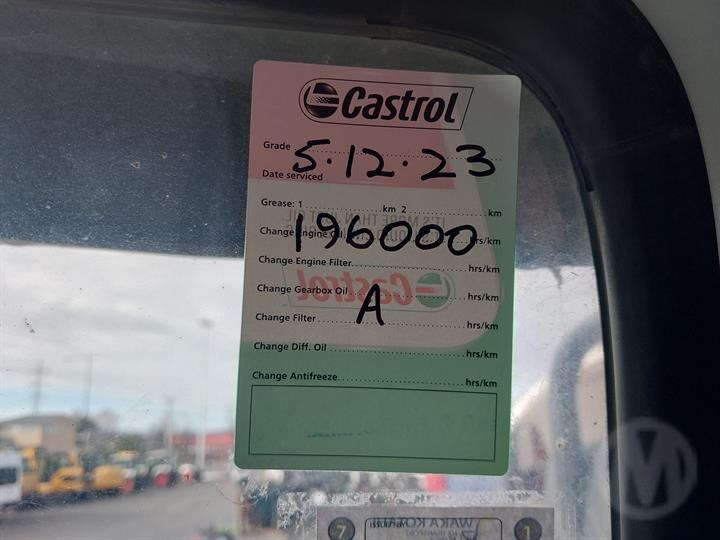 Castrol
Grade
5.12.23
Date serviced
Grease: 1 km 2 km
196000
Change Engine Oil hrs/km
Change Engine Filter hrs/km
Change Gearbox Oil hrs/km
A
Change Filter hrs/km
Change Diff. Oil hrs/km
Change Antifreeze hrs/km
7 WAKA KOTAHI 1